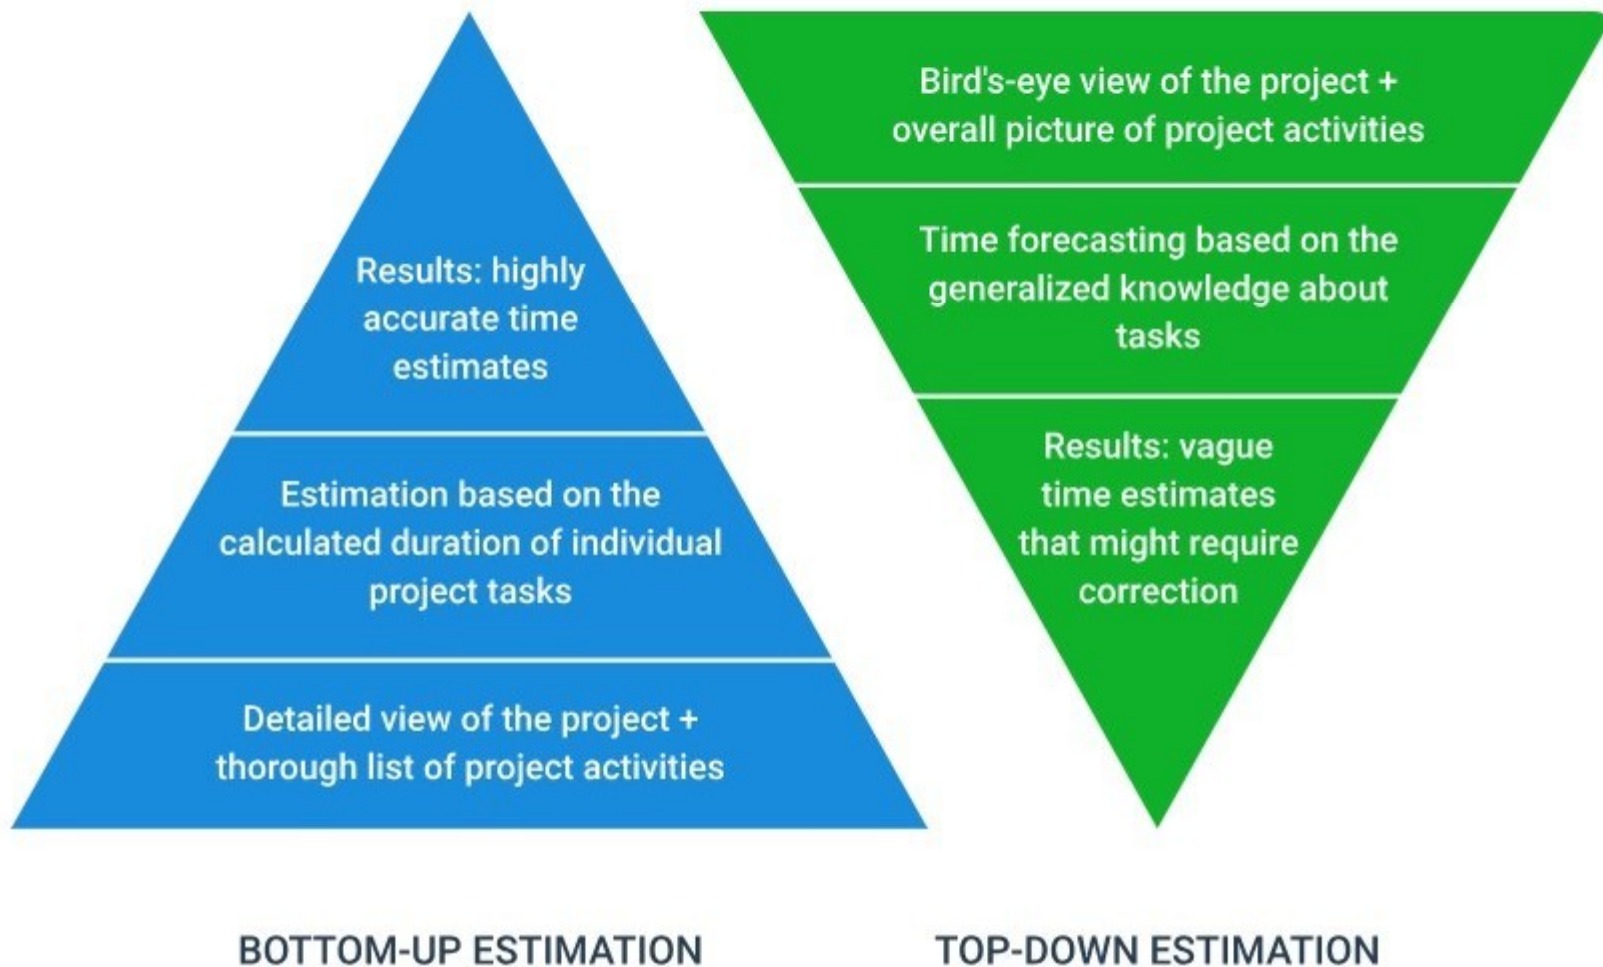 Results: highly
accurate time
estimates
Estimation based on the
calculated duration of individual
project tasks
Detailed view of the project +
thorough list of project activities
BOTTOM-UP ESTIMATION
Bird's-eye view of the project +
overall picture of project activities
Time forecasting based on the
generalized knowledge about
tasks
Results: vague
time estimates
that might require
correction
TOP-DOWN ESTIMATION